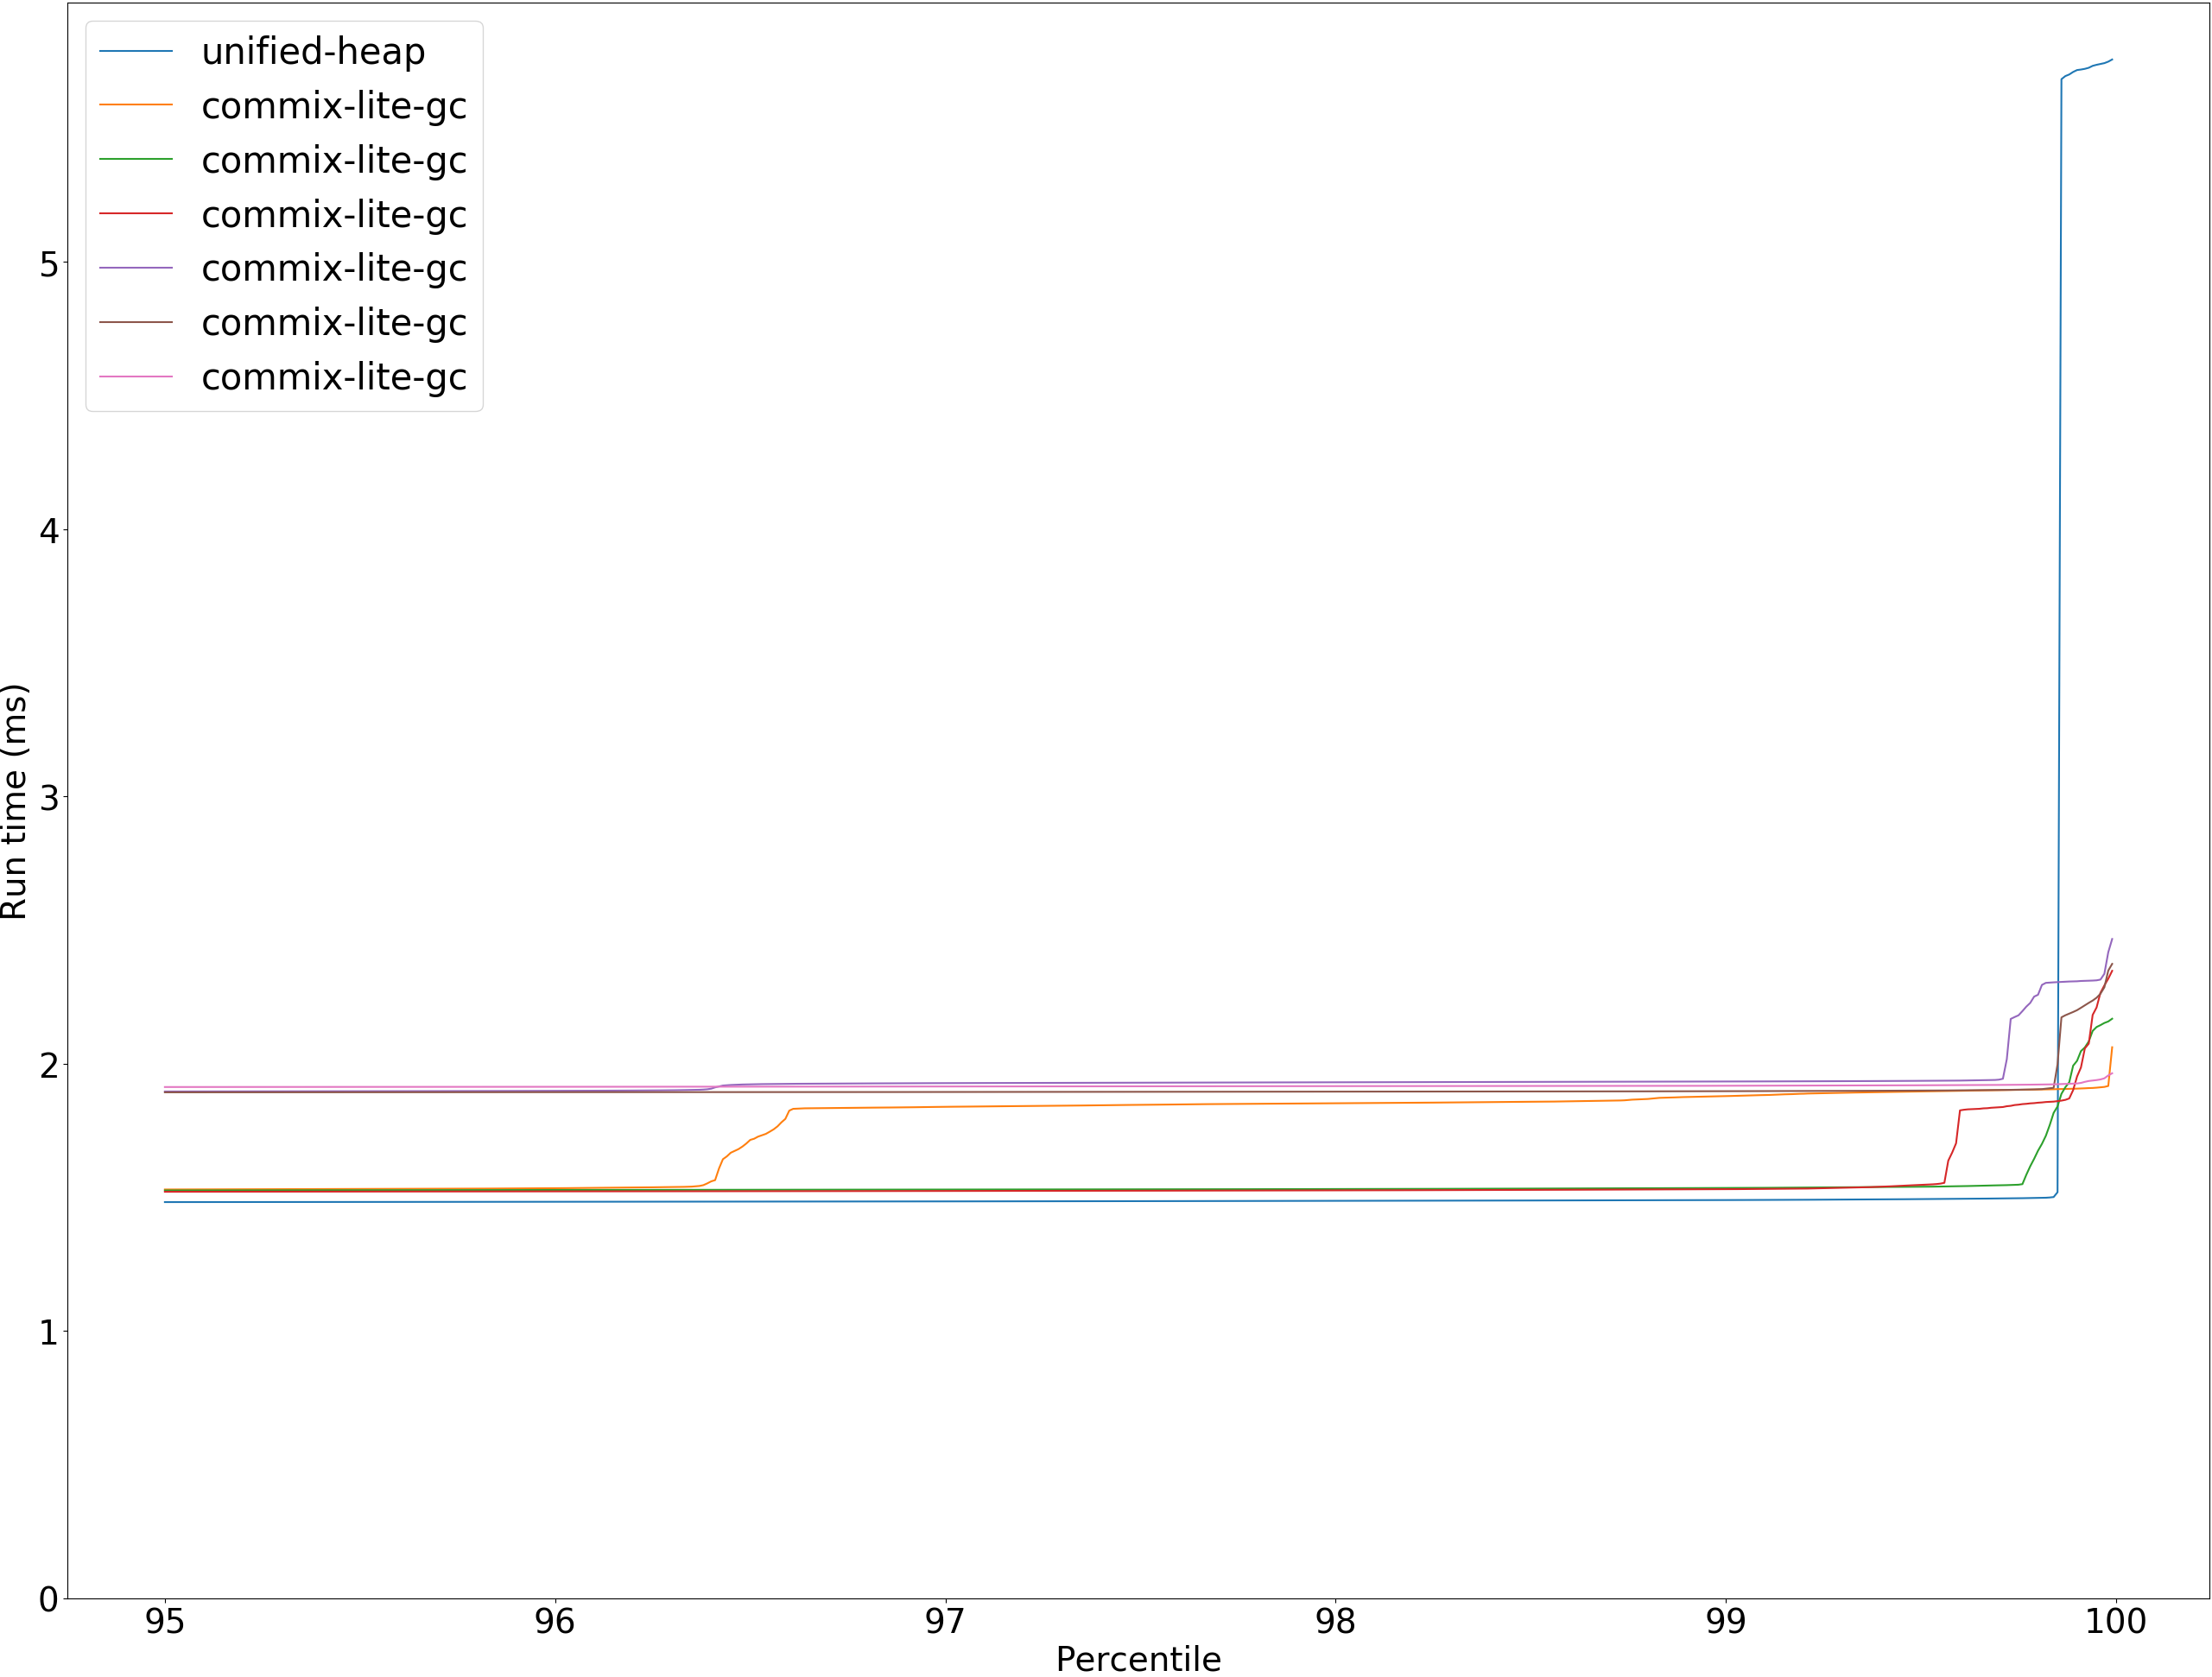 unified-heap
commix-lite-gc
commix-lite-gc
commix-lite-gc
commix-lite-gc
commix-lite-gc
commix-lite-gc
5
4
3
2
1
0
Run time (ms)
95 96 97 98 99 100
Percentile